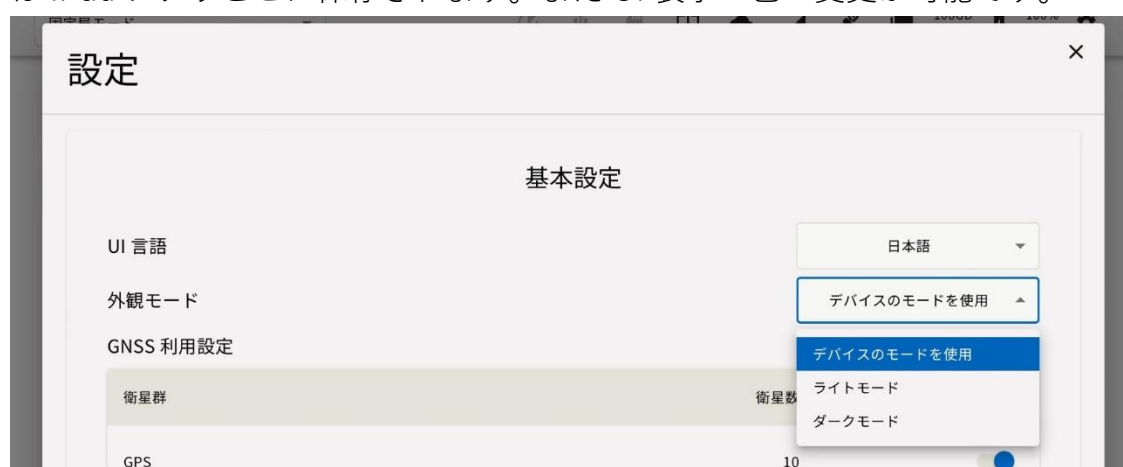 設定
×
基本設定
UI 言語
日本語
外観モード
デバイスのモードを使用
GNSS 利用設定
デバイスのモードを使用
ライトモード
ダークモード
衛星群 衛星数
GPS 10